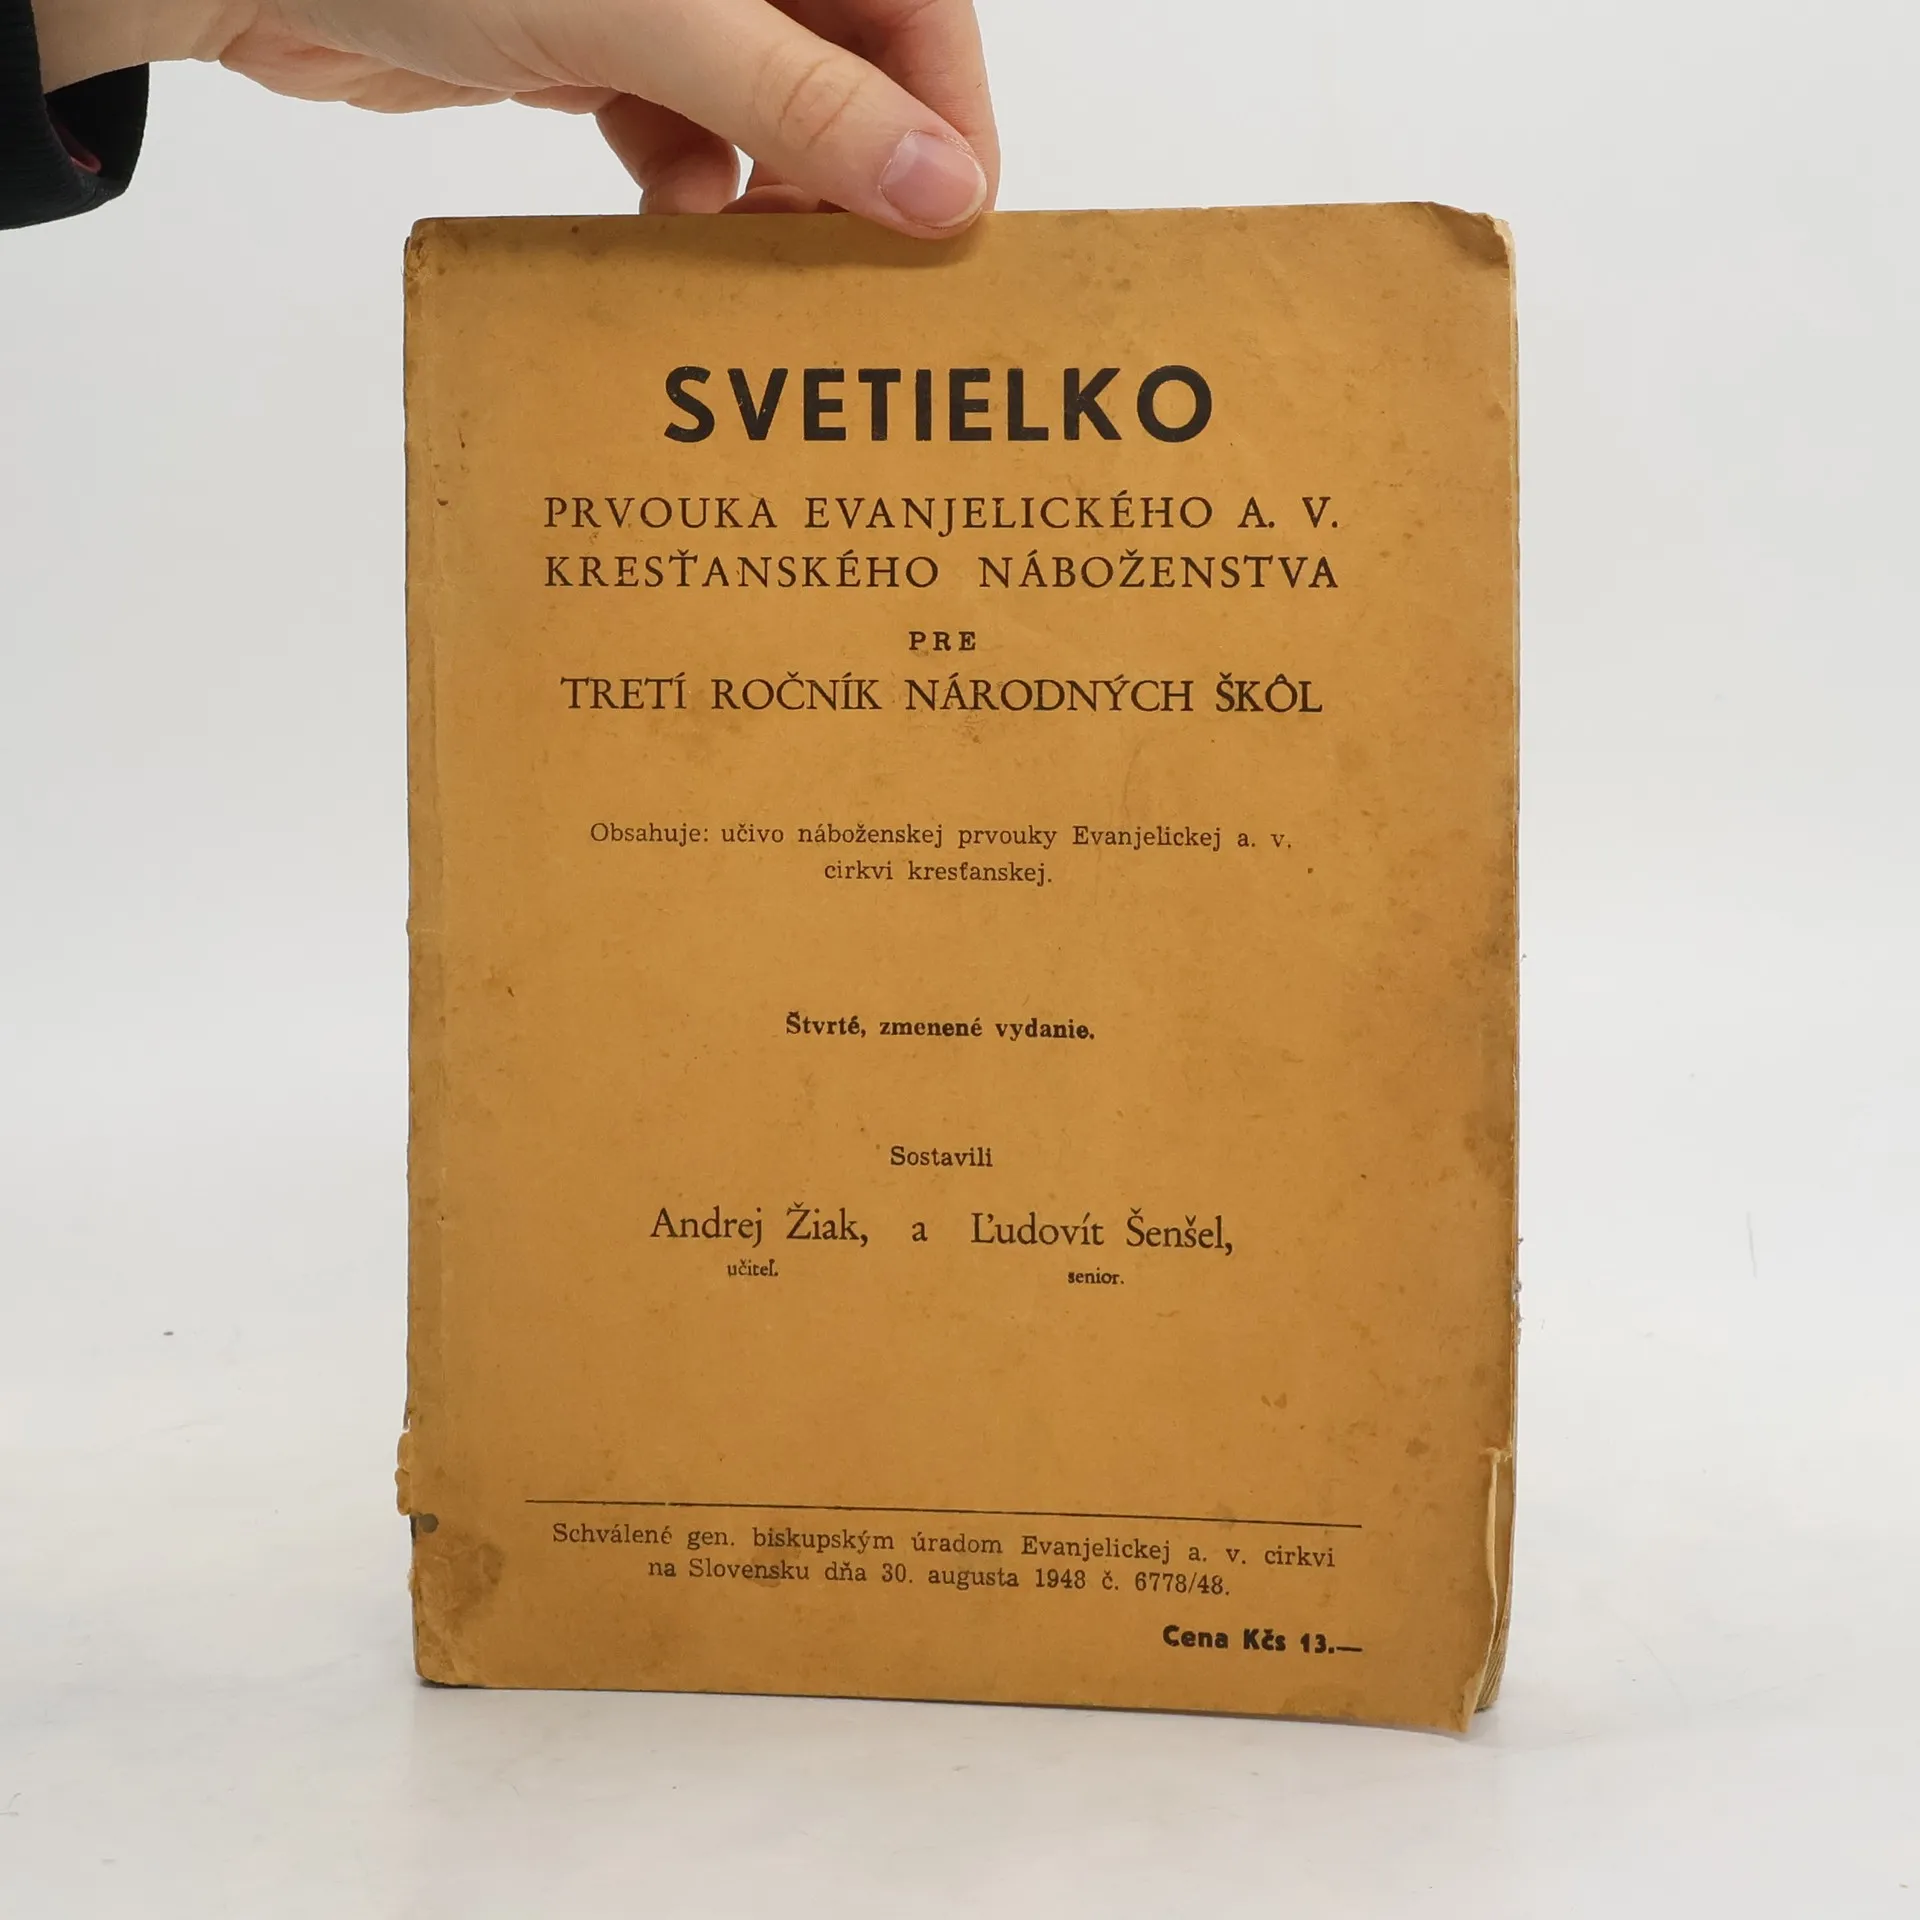 SVETIELKO
PRVOUKA EVANJELICKÉHO A. V.
KRESŤANSKÉHO NÁBOŽENSTVA
PRE
TRETÍ ROČNÍK NÁRODNÝCH ŠKÔL
Obsahuje: učivo náboženskej prvouky Evanjelickej a. v.
cirkvi kresťanskej.
Štvrté, zmenené vydanie.
Sostavili
Andrej Žiak, a Ľudovít Šenšel,
učiteľ. senior.
Schválené gen. biskupským úradom Evanjelickej a. v. cirkvi
na Slovensku dňa 30. augusta 1948 č. 6778/48.
Cena Kčs 13.—